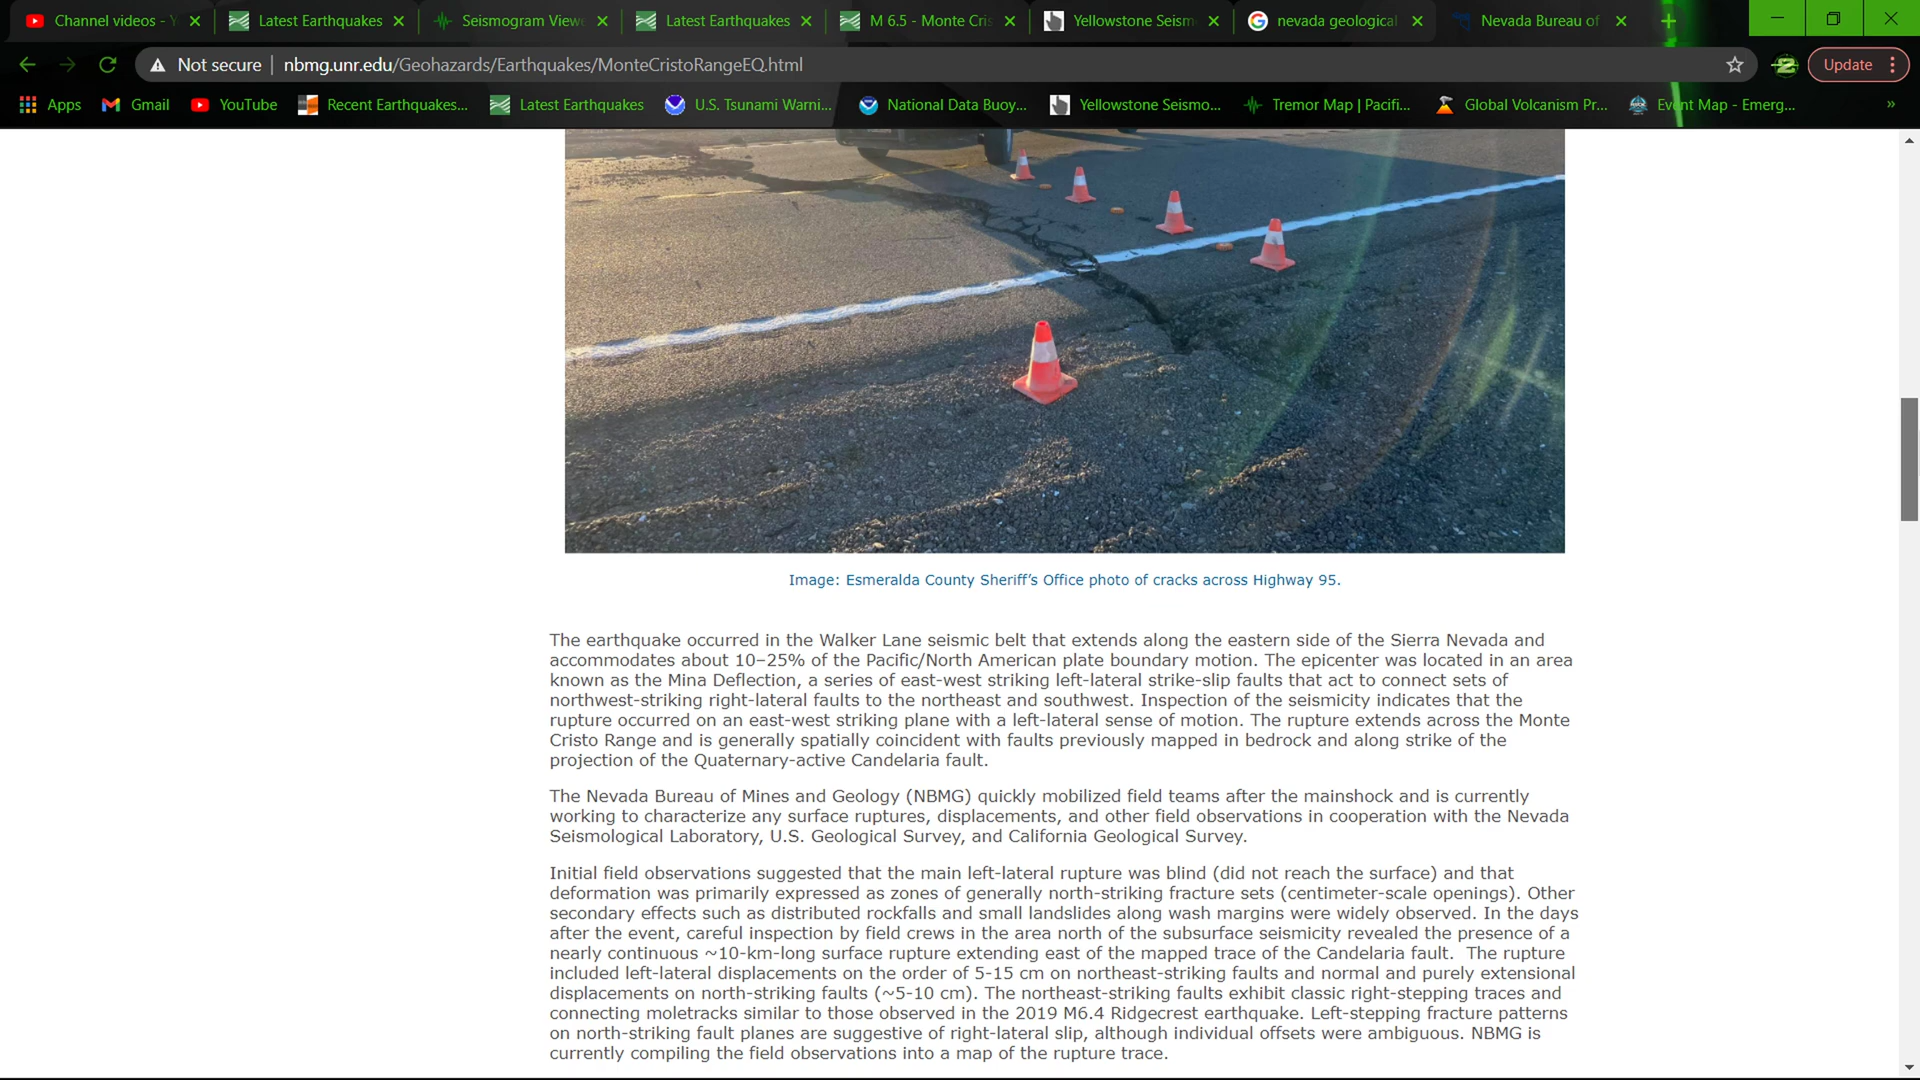 Channel videos - Y
Latest Earthquakes
Seismogram Viewe
Latest Earthquakes
M 6.5 - Monte Cris
Yellowstone Seism
nevada geological
Nevada Bureau of
Not secure | nbmg.unr.edu/Geohazards/Earthquakes/MonteCristoRangeEQ.html
Update
Apps
Gmail
YouTube
Recent Earthquakes...
Latest Earthquakes
U.S. Tsunami Warni...
National Data Buoy...
Yellowstone Seismo...
Tremor Map | Pacifi...
Global Volcanism Pr...
Event Map - Emerg...
»
Image: Esmeralda County Sheriff’s Office photo of cracks across Highway 95.
The earthquake occurred in the Walker Lane seismic belt that extends along the eastern side of the Sierra Nevada and
accommodates about 10–25% of the Pacific/North American plate boundary motion. The epicenter was located in an area
known as the Mina Deflection, a series of east-west striking left-lateral strike-slip faults that act to connect sets of
northwest-striking right-lateral faults to the northeast and southwest. Inspection of the seismicity indicates that the
rupture occurred on an east-west striking plane with a left-lateral sense of motion. The rupture extends across the Monte
Cristo Range and is generally spatially coincident with faults previously mapped in bedrock and along strike of the
projection of the Quaternary-active Candelaria fault.
The Nevada Bureau of Mines and Geology (NBMG) quickly mobilized field teams after the mainshock and is currently
working to characterize any surface ruptures, displacements, and other field observations in cooperation with the Nevada
Seismological Laboratory, U.S. Geological Survey, and California Geological Survey.
Initial field observations suggested that the main left-lateral rupture was blind (did not reach the surface) and that
deformation was primarily expressed as zones of generally north-striking fracture sets (centimeter-scale openings). Other
secondary effects such as distributed rockfalls and small landslides along wash margins were widely observed. In the days
after the event, careful inspection by field crews in the area north of the subsurface seismicity revealed the presence of a
nearly continuous ~10-km-long surface rupture extending east of the mapped trace of the Candelaria fault.  The rupture
included left-lateral displacements on the order of 5-15 cm on northeast-striking faults and normal and purely extensional
displacements on north-striking faults (~5-10 cm). The northeast-striking faults exhibit classic right-stepping traces and
connecting moletracks similar to those observed in the 2019 M6.4 Ridgecrest earthquake. Left-stepping fracture patterns
on north-striking fault planes are suggestive of right-lateral slip, although individual offsets were ambiguous. NBMG is
currently compiling the field observations into a map of the rupture trace.